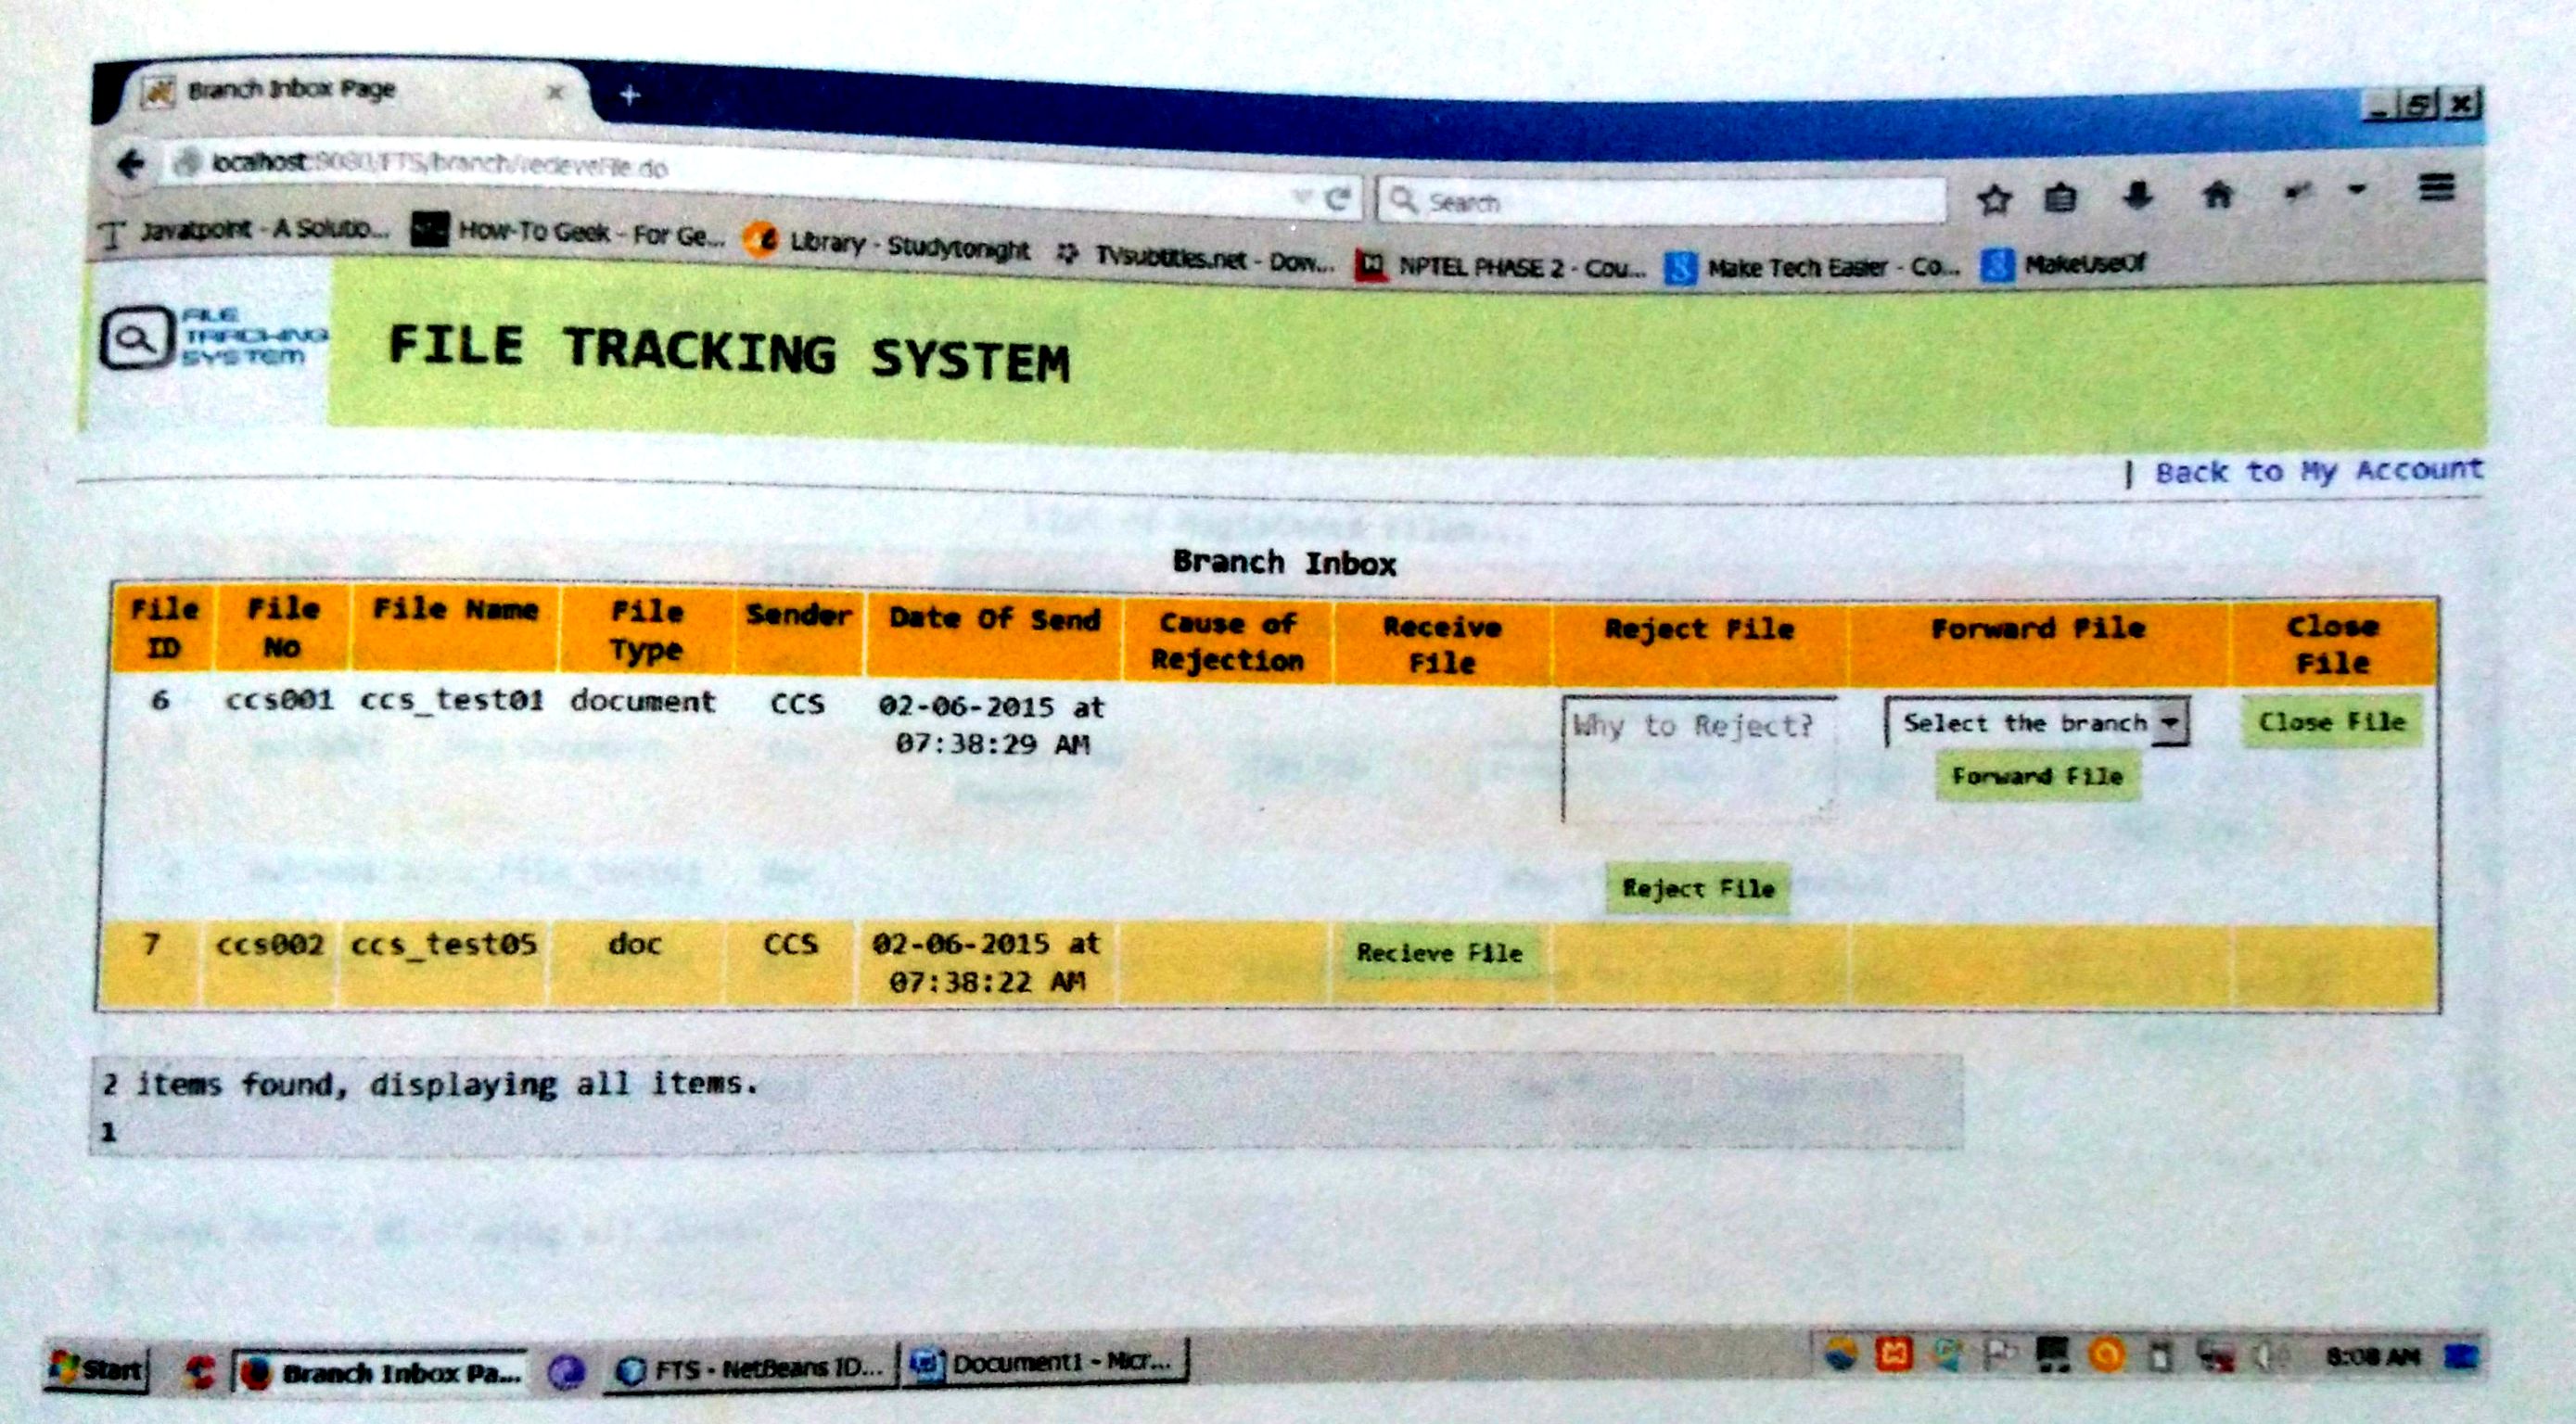 Branch Inbox Page
localhost:8080/FTS/branch/recieveFile.do
Search
Javatpoint - A Solutio... How-To Geek - For Ge... Library - Studytonight TVsubtitles.net - Dow... NPTEL PHASE 2 - Cou... Make Tech Easier - Co... MakeUseOf
FILE
TRACKING
SYSTEM
FILE TRACKING SYSTEM
| Back to My Account
Branch Inbox
File ID File No File Name File Type Sender Date Of Send Cause of Rejection Receive File Reject File Forward File Close File
6 ccs001 ccs_test01 document CCS 02-06-2015 at 07:38:29 AM Why to Reject? Select the branch Close File
Forward File
Reject File
7 ccs002 ccs_test05 doc CCS 02-06-2015 at 07:38:22 AM Recieve File
2 items found, displaying all items.
1
Start Branch Inbox Pa... FTS - NetBeans ID... Document1 - Micr... 8:08 AM